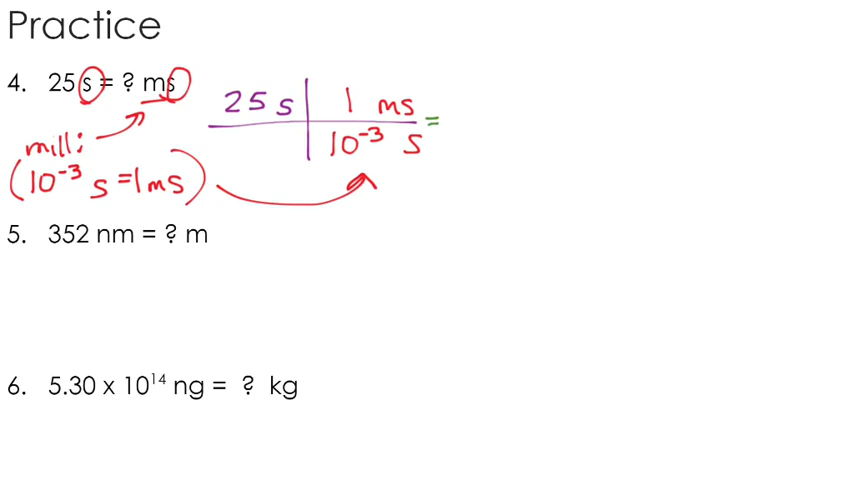 Practice
4. 25 s = ? ms
25 s | 1 ms =
10⁻³ s
milli
(10⁻³ s = 1 ms)
5. 352 nm = ? m
6. 5.30 x 10¹⁴ ng = ? kg